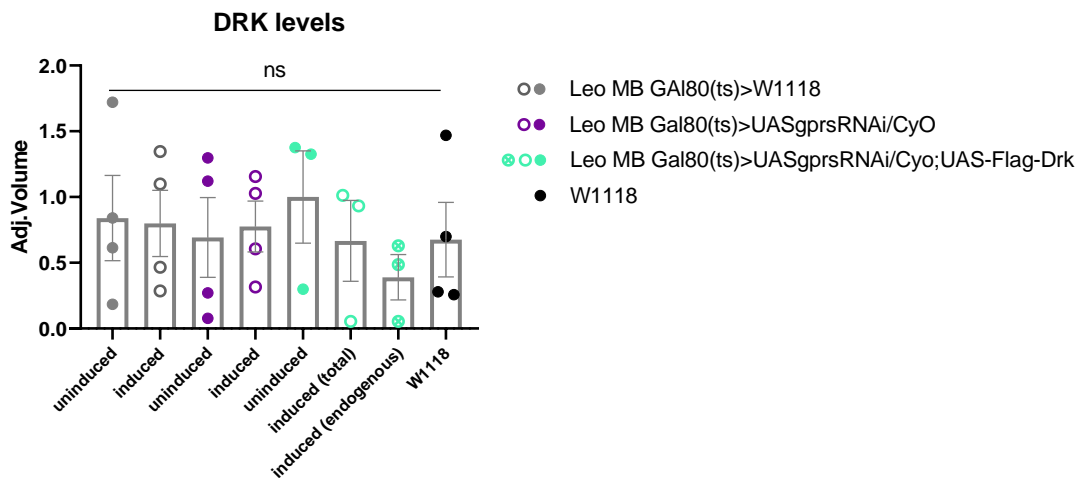 DRK levels
2.0
1.5
1.0
0.5
0.0
Adj.Volume
ns
uninduced
induced
uninduced
induced
uninduced
induced (total)
induced (endogenous)
W1118
Leo MB GAl80(ts)>W1118
Leo MB Gal80(ts)>UASgprsRNAi/CyO
Leo MB Gal80(ts)>UASgprsRNAi/Cyo;UAS-Flag-Drk
W1118